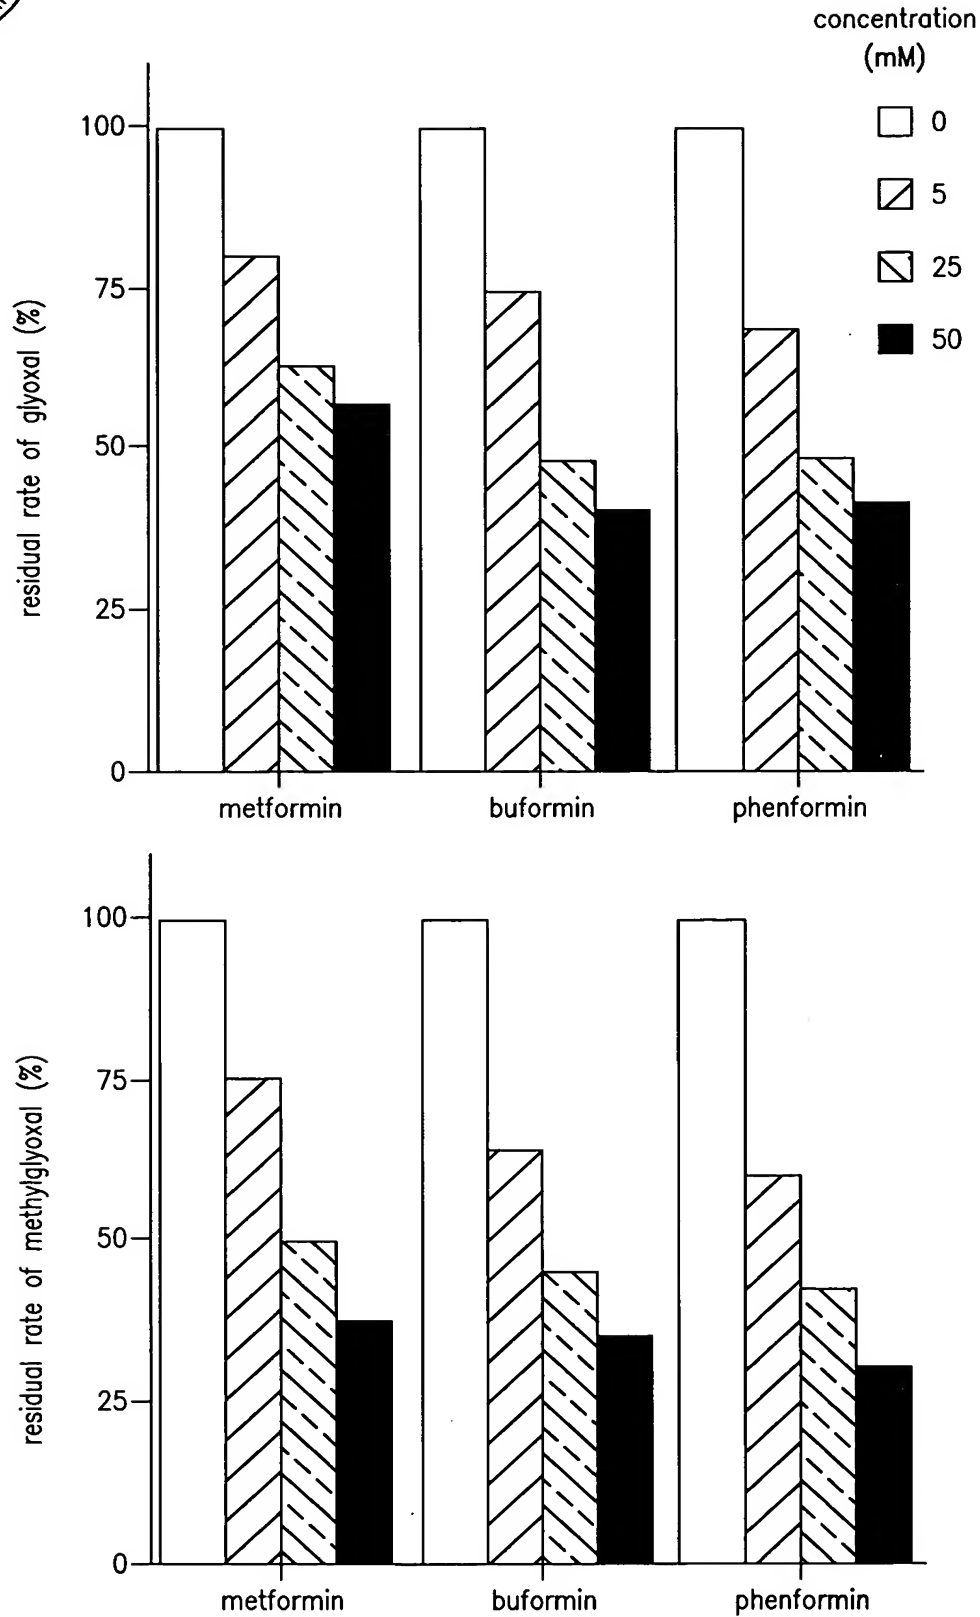 concentration
(mM)
0
5
25
50
residual rate of glyoxal (%)
100
75
50
25
0
metformin buformin phenformin
residual rate of methylglyoxal (%)
100
75
50
25
0
metformin buformin phenformin